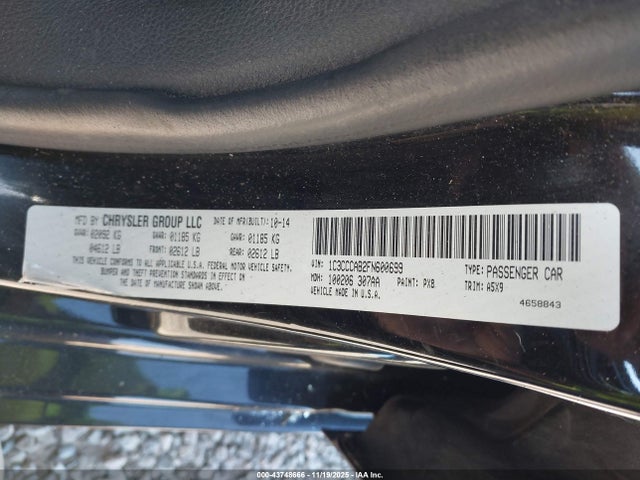 MFD BY CHRYSLER GROUP LLC DATE OF MFR(BUILT): 10-14
GVWR: 02092 KG GAWR: 01185 KG GAWR: 01185 KG
04612 LB FRONT: 02612 LB REAR: 02612 LB
THIS VEHICLE CONFORMS TO ALL APPLICABLE U.S.A. FEDERAL MOTOR VEHICLE SAFETY,
BUMPER AND THEFT PREVENTION STANDARDS IN EFFECT ON
THE DATE OF MANUFACTURE SHOWN ABOVE.
VIN: 1C3CCCAB2FN600699 TYPE: PASSENGER CAR
MDH: 100206 307AA PAINT: PX8 TRIM: A5X9
VEHICLE MADE IN U.S.A.
4658843
000-43748666 - 11/19/2025 - IAA Inc.